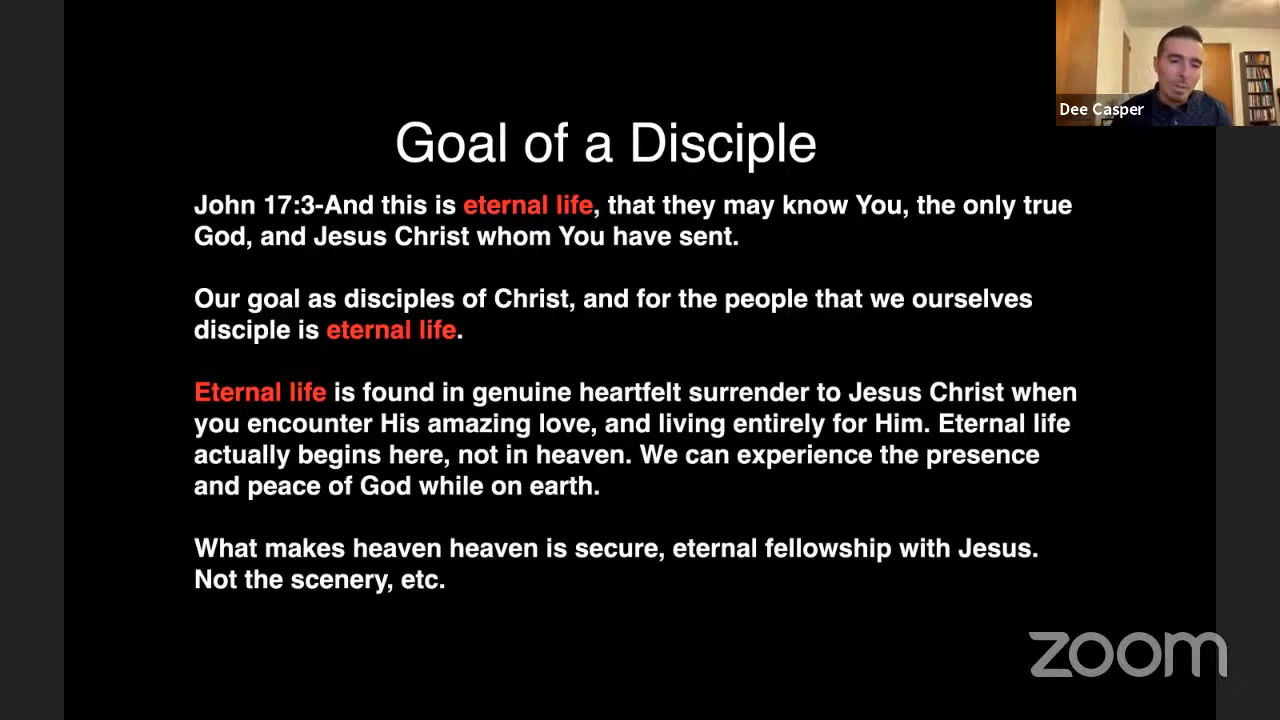 Dee Casper
Goal of a Disciple
John 17:3-And this is eternal life, that they may know You, the only true
God, and Jesus Christ whom You have sent.
Our goal as disciples of Christ, and for the people that we ourselves
disciple is eternal life.
Eternal life is found in genuine heartfelt surrender to Jesus Christ when
you encounter His amazing love, and living entirely for Him. Eternal life
actually begins here, not in heaven. We can experience the presence
and peace of God while on earth.
What makes heaven heaven is secure, eternal fellowship with Jesus.
Not the scenery, etc.
zoom